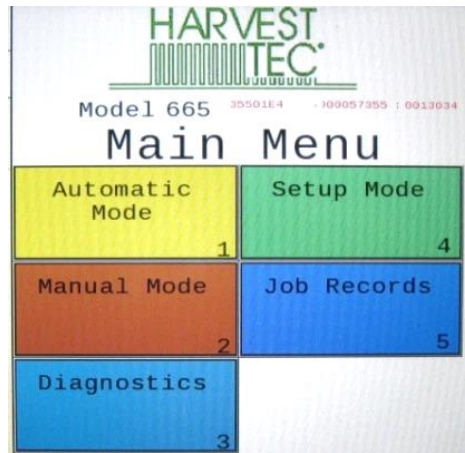 HARVEST
TEC
Model 665 35501E4
Main Menu
Automatic
Mode
1
Setup Mode
4
Manual Mode
2
Job Records
5
Diagnostics
3